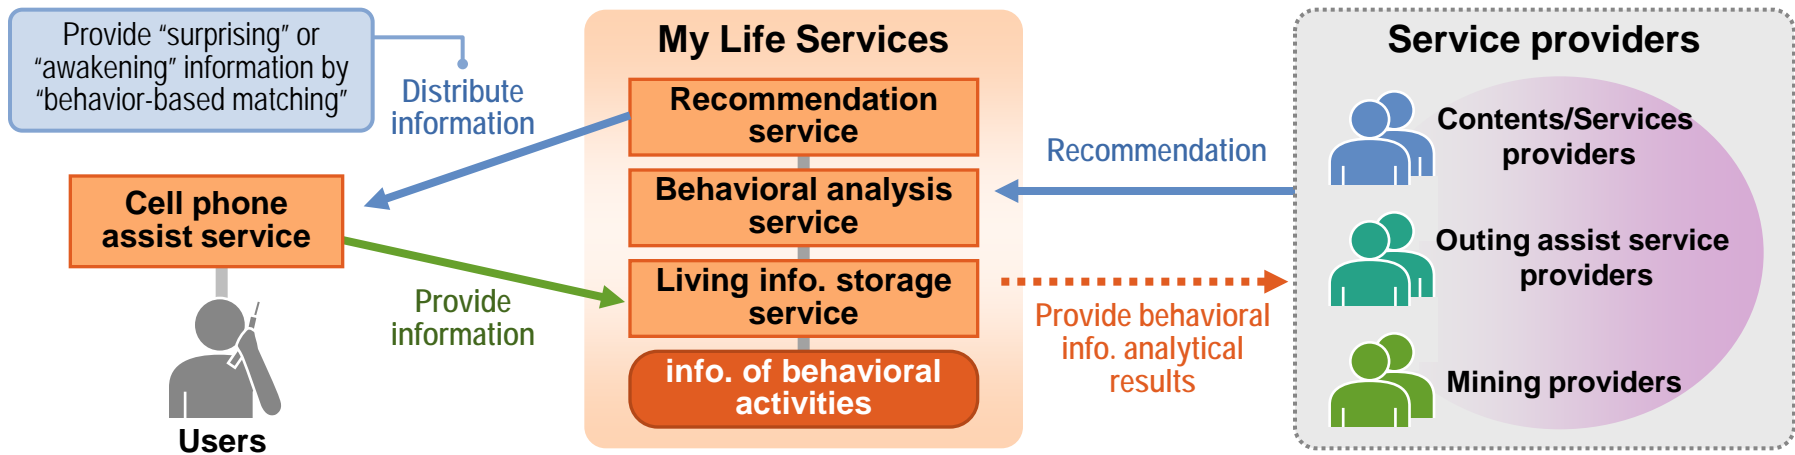 Provide “surprising” or
“awakening” information by
“behavior-based matching”
Distribute
information
Cell phone
assist service
Provide
information
Users
My Life Services
Recommendation
service
Behavioral analysis
service
Living info. storage
service
info. of behavioral
activities
Recommendation
Provide behavioral
info. analytical
results
Service providers
Contents/Services
providers
Outing assist service
providers
Mining providers